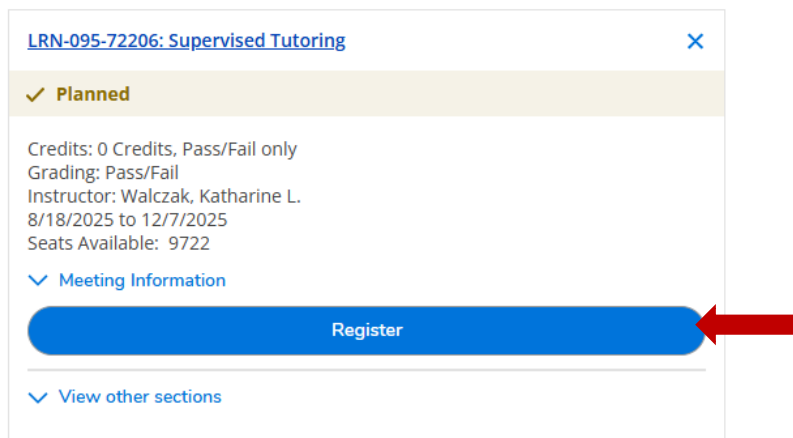 LRN-095-72206: Supervised Tutoring
Planned
Credits: 0 Credits, Pass/Fail only
Grading: Pass/Fail
Instructor: Walczak, Katharine L.
8/18/2025 to 12/7/2025
Seats Available: 9722
Meeting Information
Register
View other sections